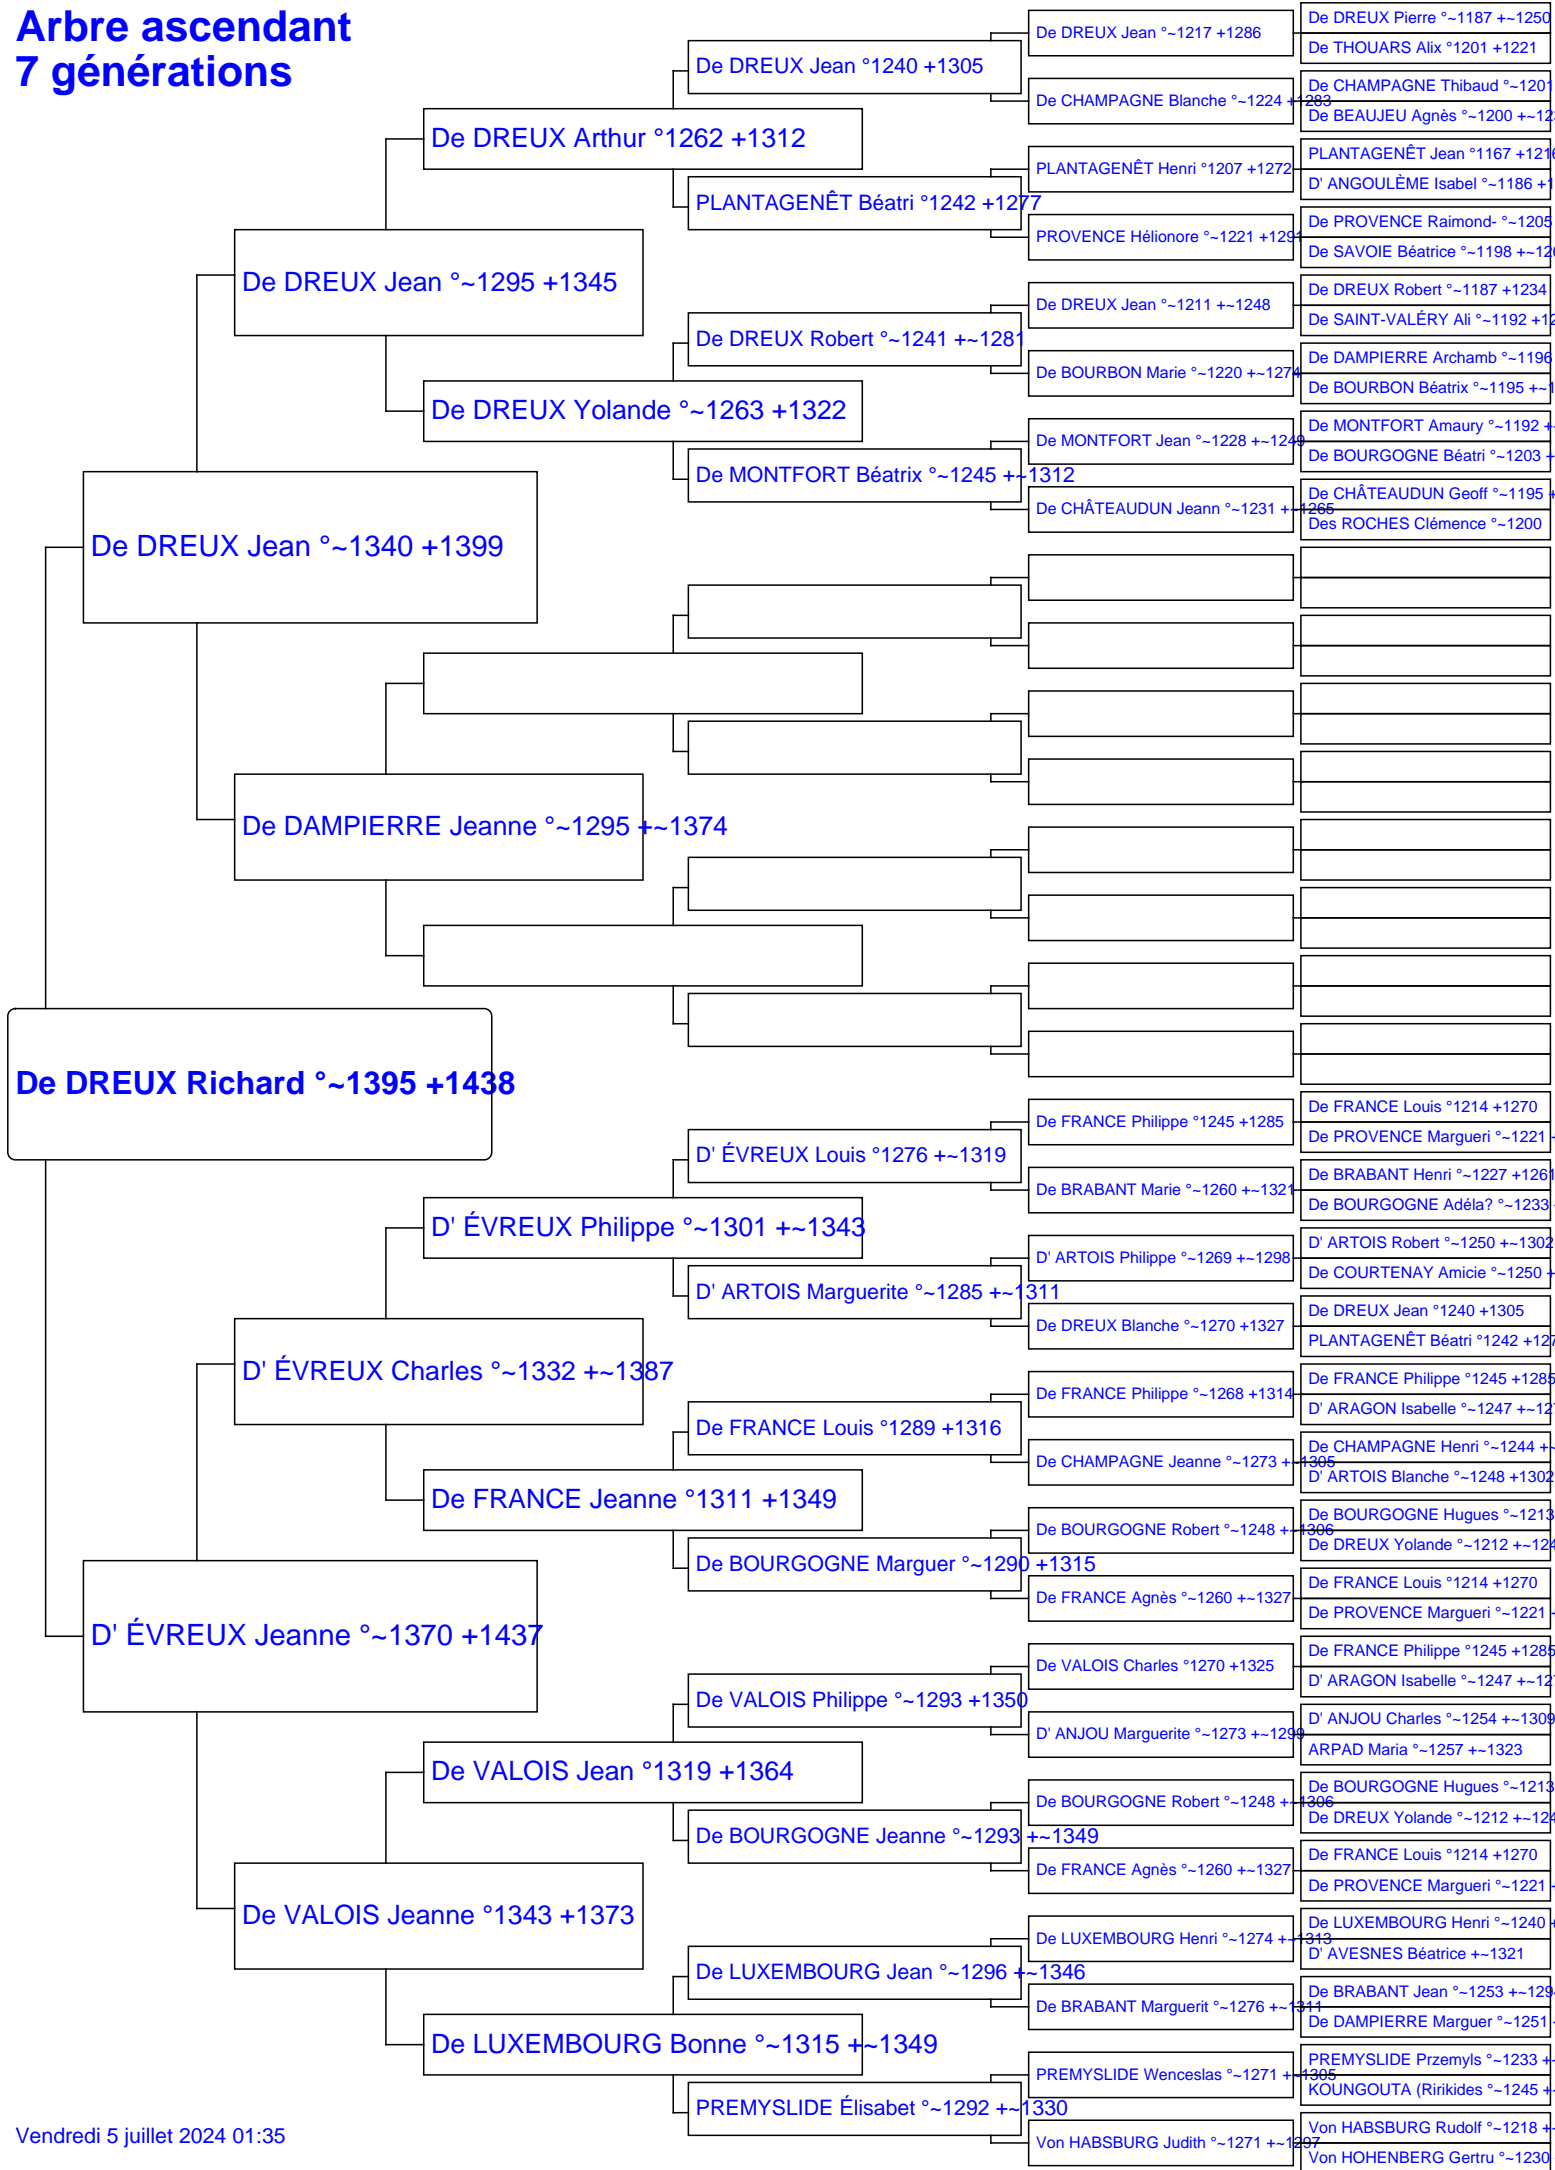 Arbre ascendant
7 générations
De DREUX Richard °~1395 +1438
De DREUX Jean °~1340 +1399
D' ÉVREUX Jeanne °~1370 +1437
De DREUX Jean °~1295 +1345
De DAMPIERRE Jeanne °~1295 +~1374
D' ÉVREUX Charles °~1332 +~1387
De VALOIS Jeanne °1343 +1373
De DREUX Arthur °1262 +1312
De DREUX Yolande °~1263 +1322
D' ÉVREUX Philippe °~1301 +~1343
De FRANCE Jeanne °1311 +1349
De VALOIS Jean °1319 +1364
De LUXEMBOURG Bonne °~1315 +~1349
De DREUX Jean °1240 +1305
PLANTAGENÊT Béatri °1242 +1277
De DREUX Robert °~1241 +~1281
De MONTFORT Béatrix °~1245 +~1312
D' ÉVREUX Louis °1276 +~1319
D' ARTOIS Marguerite °~1285 +~1311
De FRANCE Louis °1289 +1316
De BOURGOGNE Marguer °~1290 +1315
De VALOIS Philippe °~1293 +1350
De BOURGOGNE Jeanne °~1293 +~1349
De LUXEMBOURG Jean °~1296 +~1346
PREMYSLIDE Élisabet °~1292 +~1330
De DREUX Jean °~1217 +1286
De CHAMPAGNE Blanche °~1224 +1283
PLANTAGENÊT Henri °1207 +1272
PROVENCE Hélionore °~1221 +1291
De DREUX Jean °~1211 +~1248
De BOURBON Marie °~1220 +~1274
De MONTFORT Jean °~1228 +~1249
De CHÂTEAUDUN Jeann °~1231 +~1265
De FRANCE Philippe °1245 +1285
De BRABANT Marie °~1260 +~1321
D' ARTOIS Philippe °~1269 +~1298
De DREUX Blanche °~1270 +1327
De FRANCE Philippe °~1268 +1314
De CHAMPAGNE Jeanne °~1273 +~1305
De BOURGOGNE Robert °~1248 +~1306
De FRANCE Agnès °~1260 +~1327
De VALOIS Charles °1270 +1325
D' ANJOU Marguerite °~1273 +~1299
De BOURGOGNE Robert °~1248 +~1306
De FRANCE Agnès °~1260 +~1327
De LUXEMBOURG Henri °~1274 +~1313
De BRABANT Marguerit °~1276 +~1311
PREMYSLIDE Wenceslas °~1271 +~1305
Von HABSBURG Judith °~1271 +~1297
De DREUX Pierre °~1187 +~1250
De THOUARS Alix °1201 +1221
De CHAMPAGNE Thibaud °~1201
De BEAUJEU Agnès °~1200 +~12
PLANTAGENÊT Jean °1167 +1216
D' ANGOULÈME Isabel °~1186 +1
De PROVENCE Raimond- °~1205
De SAVOIE Béatrice °~1198 +~126
De DREUX Robert °~1187 +1234
De SAINT-VALÉRY Ali °~1192 +12
De DAMPIERRE Archamb °~1196
De BOURBON Béatrix °~1195 +~1
De MONTFORT Amaury °~1192 +
De BOURGOGNE Béatri °~1203 +
De CHÂTEAUDUN Geoff °~1195 +
Des ROCHES Clémence °~1200
De FRANCE Louis °1214 +1270
De PROVENCE Margueri °~1221 +
De BRABANT Henri °~1227 +1261
De BOURGOGNE Adéla? °~1233
D' ARTOIS Robert °~1250 +~1302
De COURTENAY Amicie °~1250 +
De DREUX Jean °1240 +1305
PLANTAGENÊT Béatri °1242 +127
De FRANCE Philippe °1245 +1285
D' ARAGON Isabelle °~1247 +~127
De CHAMPAGNE Henri °~1244 +~
D' ARTOIS Blanche °~1248 +1302
De BOURGOGNE Hugues °~1213
De DREUX Yolande °~1212 +~124
De FRANCE Louis °1214 +1270
De PROVENCE Margueri °~1221 +
De FRANCE Philippe °1245 +1285
D' ARAGON Isabelle °~1247 +~127
D' ANJOU Charles °~1254 +~1309
ARPAD Maria °~1257 +~1323
De BOURGOGNE Hugues °~1213
De DREUX Yolande °~1212 +~124
De FRANCE Louis °1214 +1270
De PROVENCE Margueri °~1221 +
De LUXEMBOURG Henri °~1240 +
D' AVESNES Béatrice +~1321
De BRABANT Jean °~1253 +~1294
De DAMPIERRE Marguer °~1251
PREMYSLIDE Przemyls °~1233 +~
KOUNGOUTA (Ririkides °~1245 +~
Von HABSBURG Rudolf °~1218 +~
Von HOHENBERG Gertru °~1230
Vendredi 5 juillet 2024 01:35